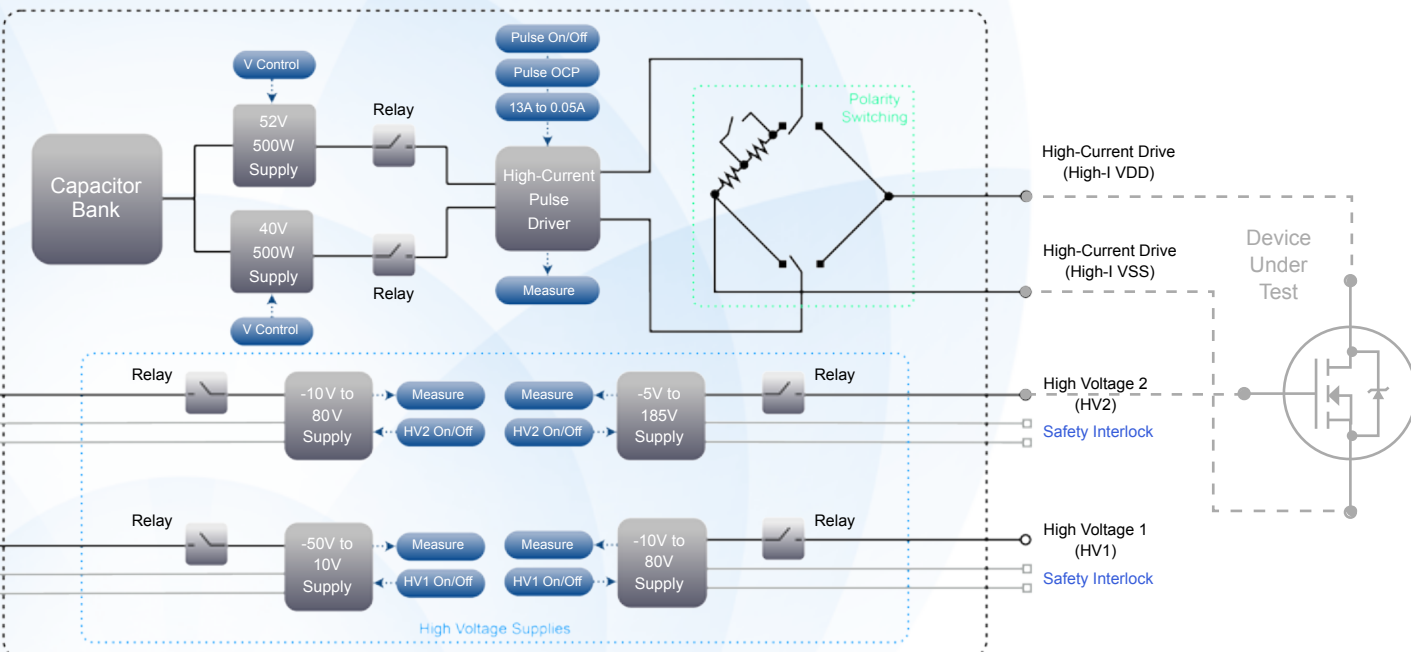 Pulse On/Off
Pulse OCP
13A to 0.05A
V Control
52V
500W
Supply
Relay
Capacitor
Bank
High-Current
Pulse
Driver
40V
500W
Supply
Relay
V Control
Measure
Polarity
Switching
High-Current Drive
(High-I VDD)
High-Current Drive
(High-I VSS)
Device
Under
Test
Relay
-10V to
80V
Supply
Measure
HV2 On/Off
Measure
HV2 On/Off
-5V to
185V
Supply
Relay
High Voltage 2
(HV2)
Safety Interlock
Relay
-50V to
10V
Supply
Measure
HV1 On/Off
Measure
HV1 On/Off
-10V to
80V
Supply
Relay
High Voltage 1
(HV1)
Safety Interlock
High Voltage Supplies